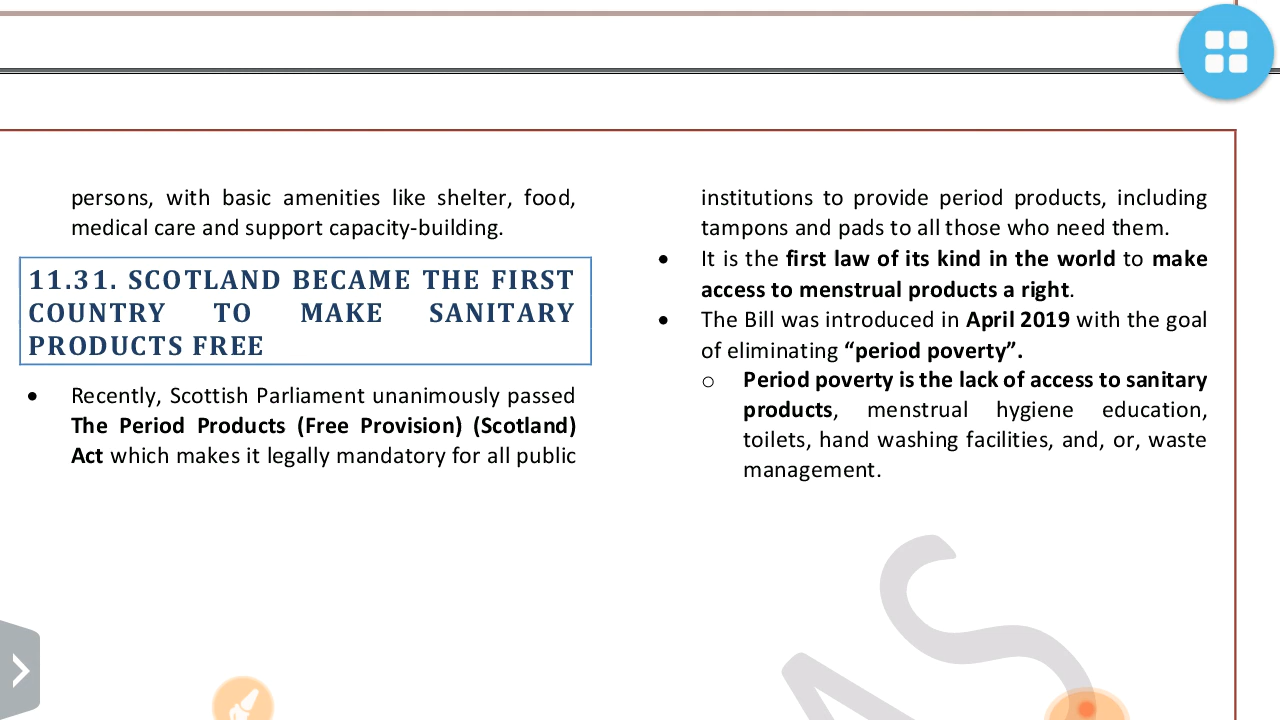 persons, with basic amenities like shelter, food,
medical care and support capacity-building.
11.31. SCOTLAND BECAME THE FIRST
COUNTRY TO MAKE SANITARY
PRODUCTS FREE
• Recently, Scottish Parliament unanimously passed
The Period Products (Free Provision) (Scotland)
Act which makes it legally mandatory for all public
institutions to provide period products, including
tampons and pads to all those who need them.
• It is the first law of its kind in the world to make
access to menstrual products a right.
• The Bill was introduced in April 2019 with the goal
of eliminating “period poverty”.
o Period poverty is the lack of access to sanitary
products, menstrual hygiene education,
toilets, hand washing facilities, and, or, waste
management.